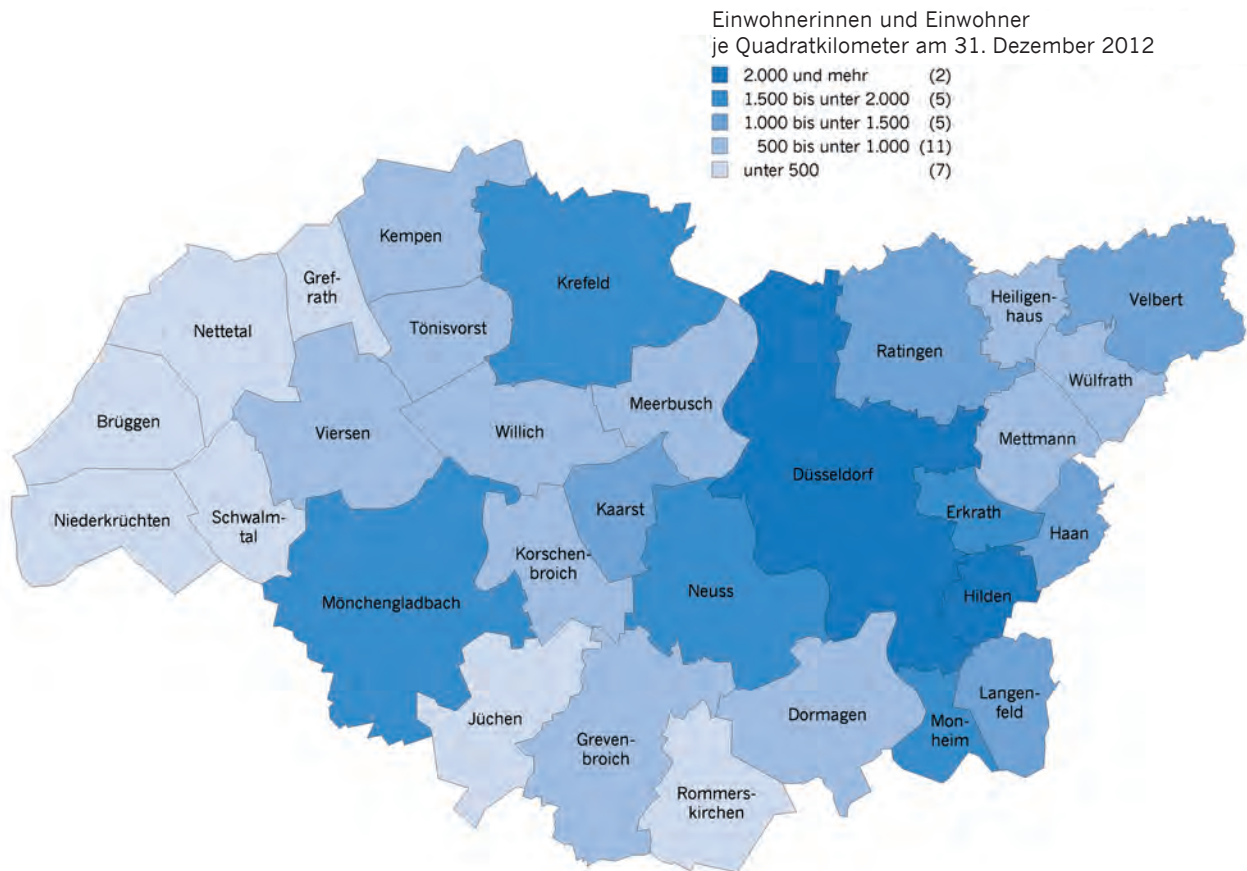 Einwohnerinnen und Einwohner
je Quadratkilometer am 31. Dezember 2012
2.000 und mehr (2)
1.500 bis unter 2.000 (5)
1.000 bis unter 1.500 (5)
500 bis unter 1.000 (11)
unter 500 (7)
Kempen
Gref-
rath
Krefeld
Nettetal
Tönisvorst
Heiligen-
haus
Velbert
Ratingen
Wülfrath
Brüggen
Viersen
Willich
Meerbusch
Mettmann
Düsseldorf
Niederkrüchten
Schwalm-
tal
Kaarst
Erkrath
Haan
Korschen-
broich
Mönchengladbach
Neuss
Hilden
Jüchen
Dormagen
Langen-
feld
Mon-
heim
Greven-
broich
Rommers-
kirchen